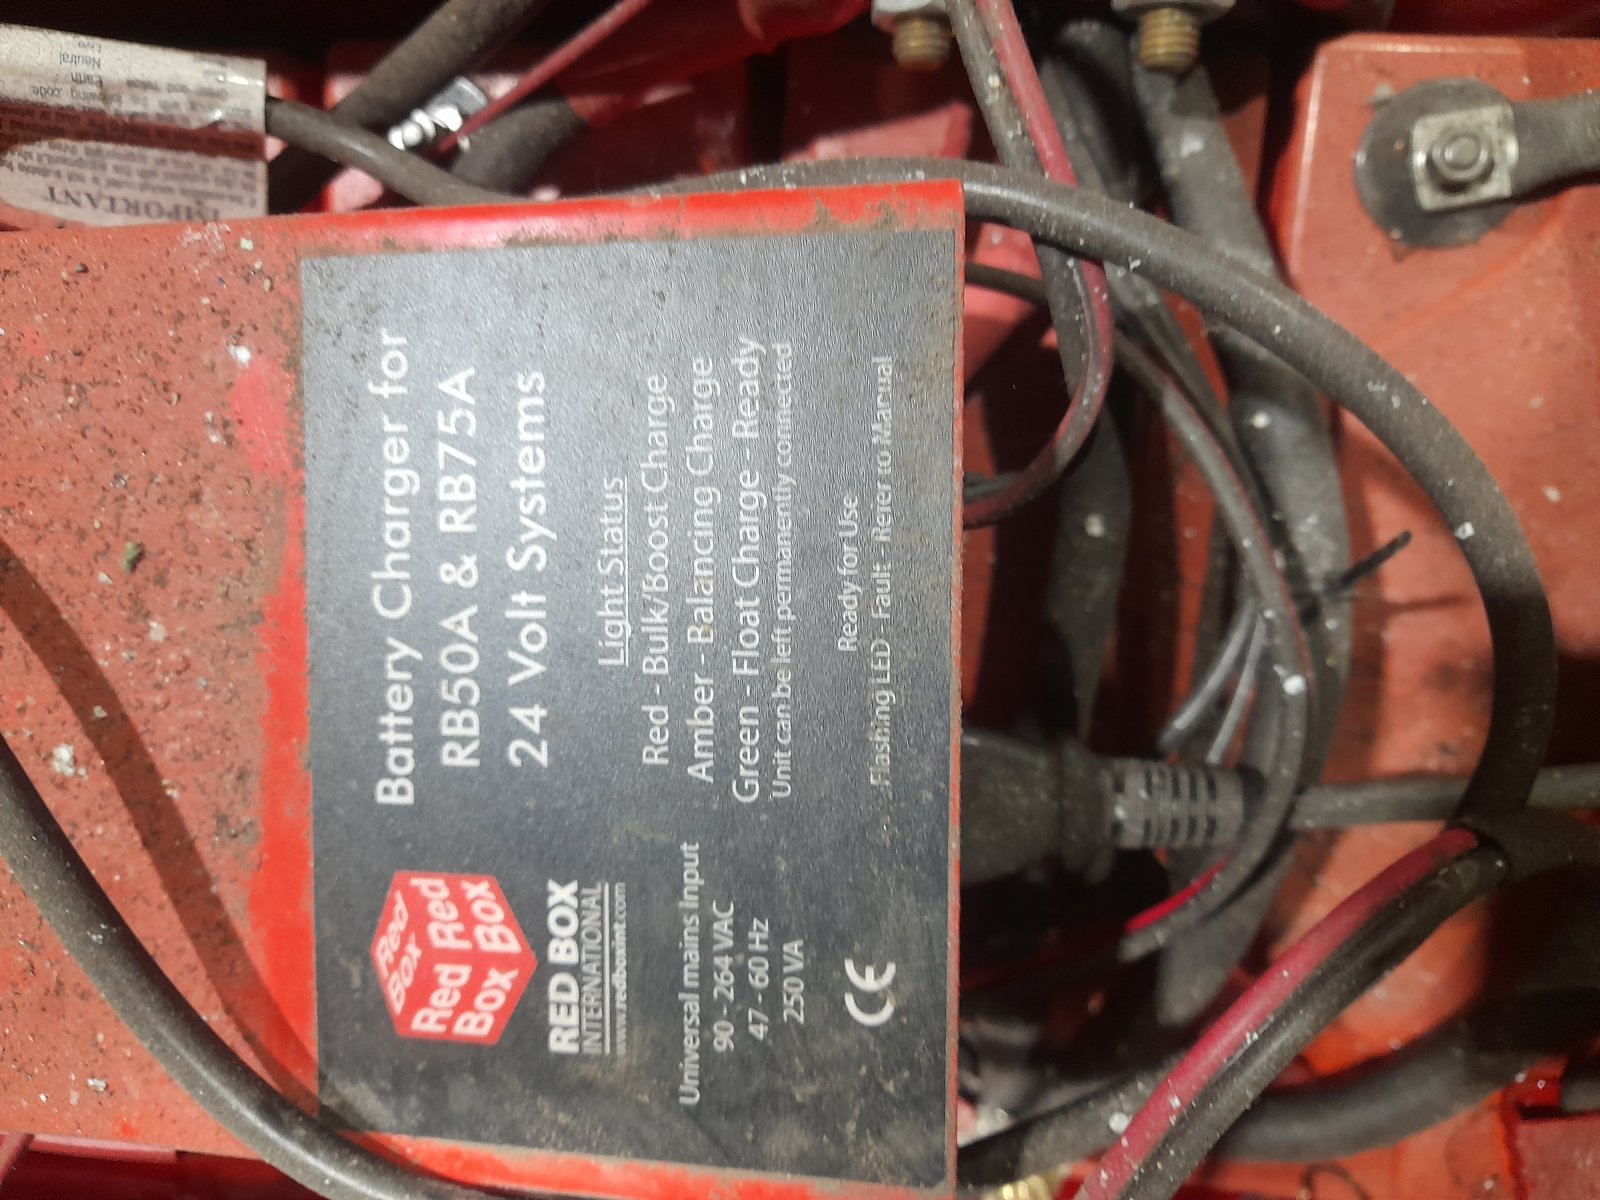 Battery Charger for
RB50A & RB75A
24 Volt Systems
Light Status
Red - Bulk/Boost Charge
Amber - Balancing Charge
Green - Float Charge - Ready
Unit can be left permanently connected
Ready for Use
Flashing LED - Fault - Refer to Manual
Red Box
Red Box
Red Box
RED BOX
INTERNATIONAL
www.redboxint.com
Universal mains Input
90 - 264 VAC
47 - 60 Hz
250 VA
CE
IMPORTANT
code.
Earth
Neutral
Live